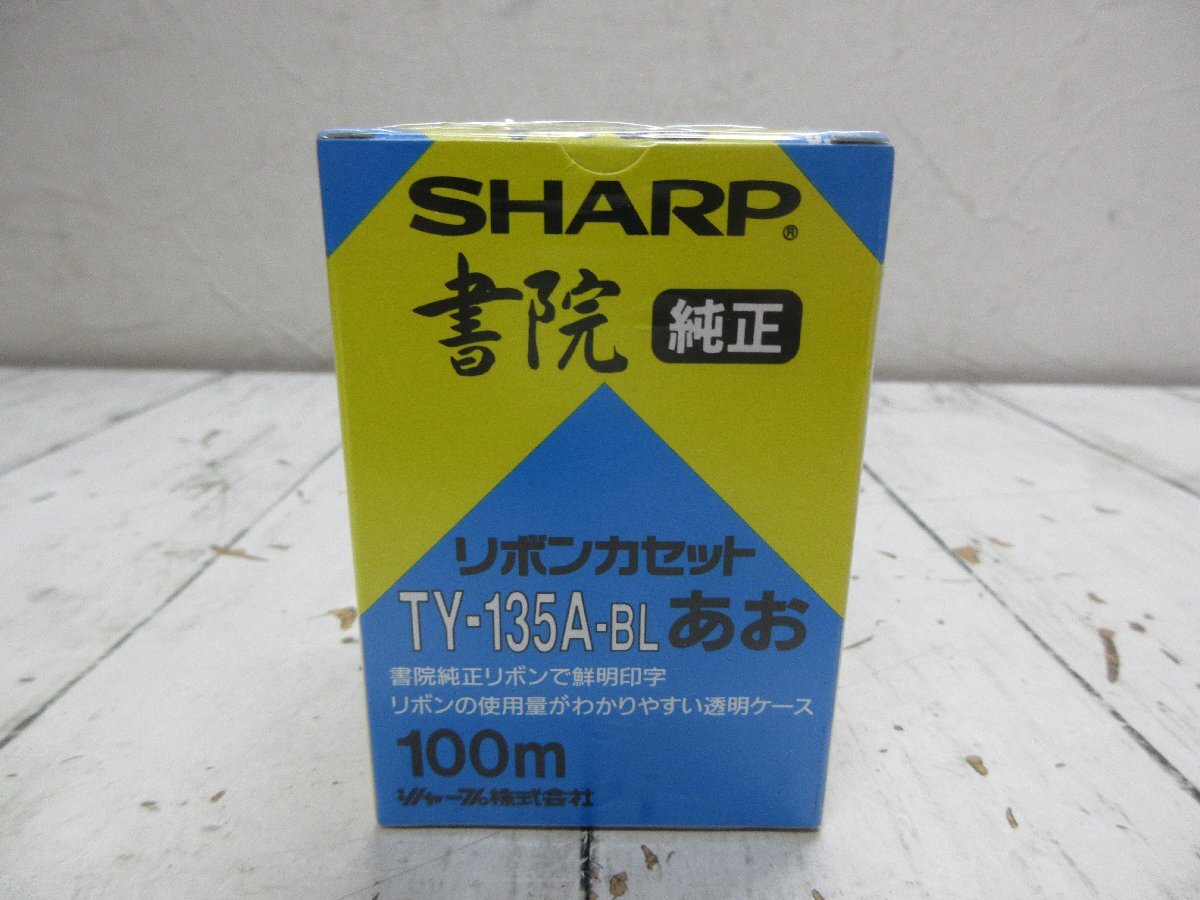 SHARP®
書院 純正
リボンカセット
TY-135A-BL あお
書院純正リボンで鮮明印字
リボンの使用量がわかりやすい透明ケース
100m
シャープ株式会社